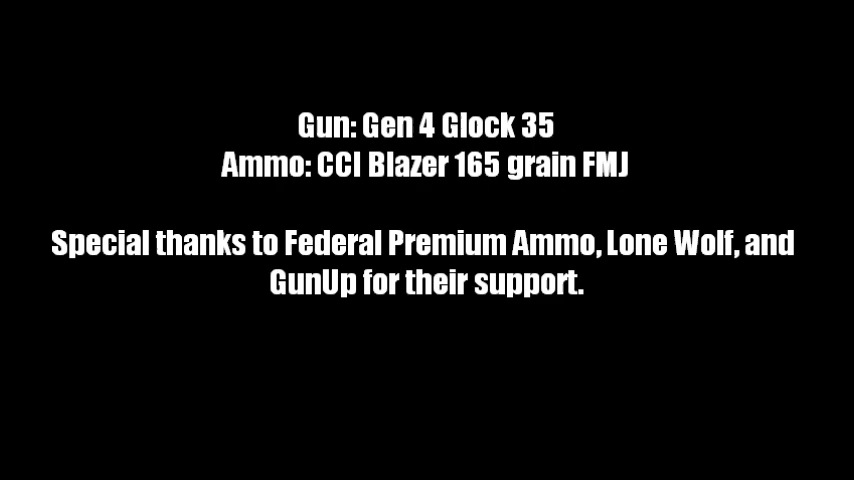 Gun: Gen 4 Glock 35
Ammo: CCI Blazer 165 grain FMJ
Special thanks to Federal Premium Ammo, Lone Wolf, and
GunUp for their support.